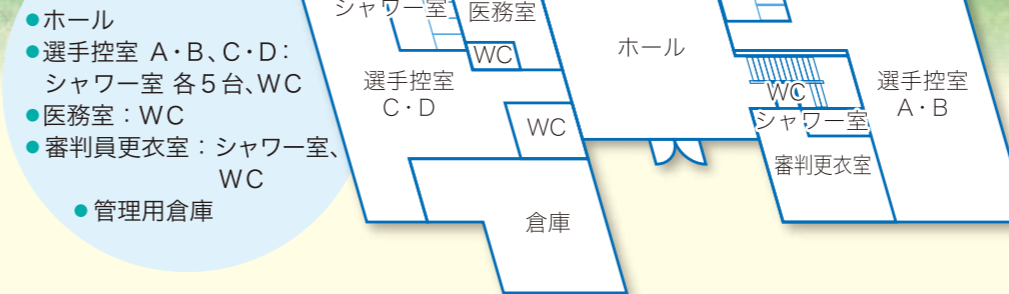 ●ホール
●選手控室 A・B、C・D：
シャワー室 各5台、WC
●医務室：WC
●審判員更衣室：シャワー室、
WC
●管理用倉庫
シャワー室
医務室
WC
選手控室
C・D
WC
倉庫
ホール
WC
シャワー室
審判更衣室
選手控室
A・B